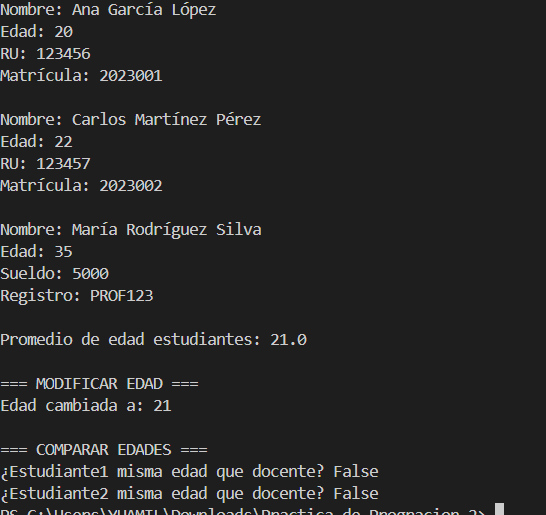 Nombre: Ana García López
Edad: 20
RU: 123456
Matrícula: 2023001
Nombre: Carlos Martínez Pérez
Edad: 22
RU: 123457
Matrícula: 2023002
Nombre: María Rodríguez Silva
Edad: 35
Sueldo: 5000
Registro: PROF123
Promedio de edad estudiantes: 21.0
=== MODIFICAR EDAD ===
Edad cambiada a: 21
=== COMPARAR EDADES ===
¿Estudiante1 misma edad que docente? False
¿Estudiante2 misma edad que docente? False
PS C:\Users\YHAMIL\Downloads\Practica de Progracion 2>